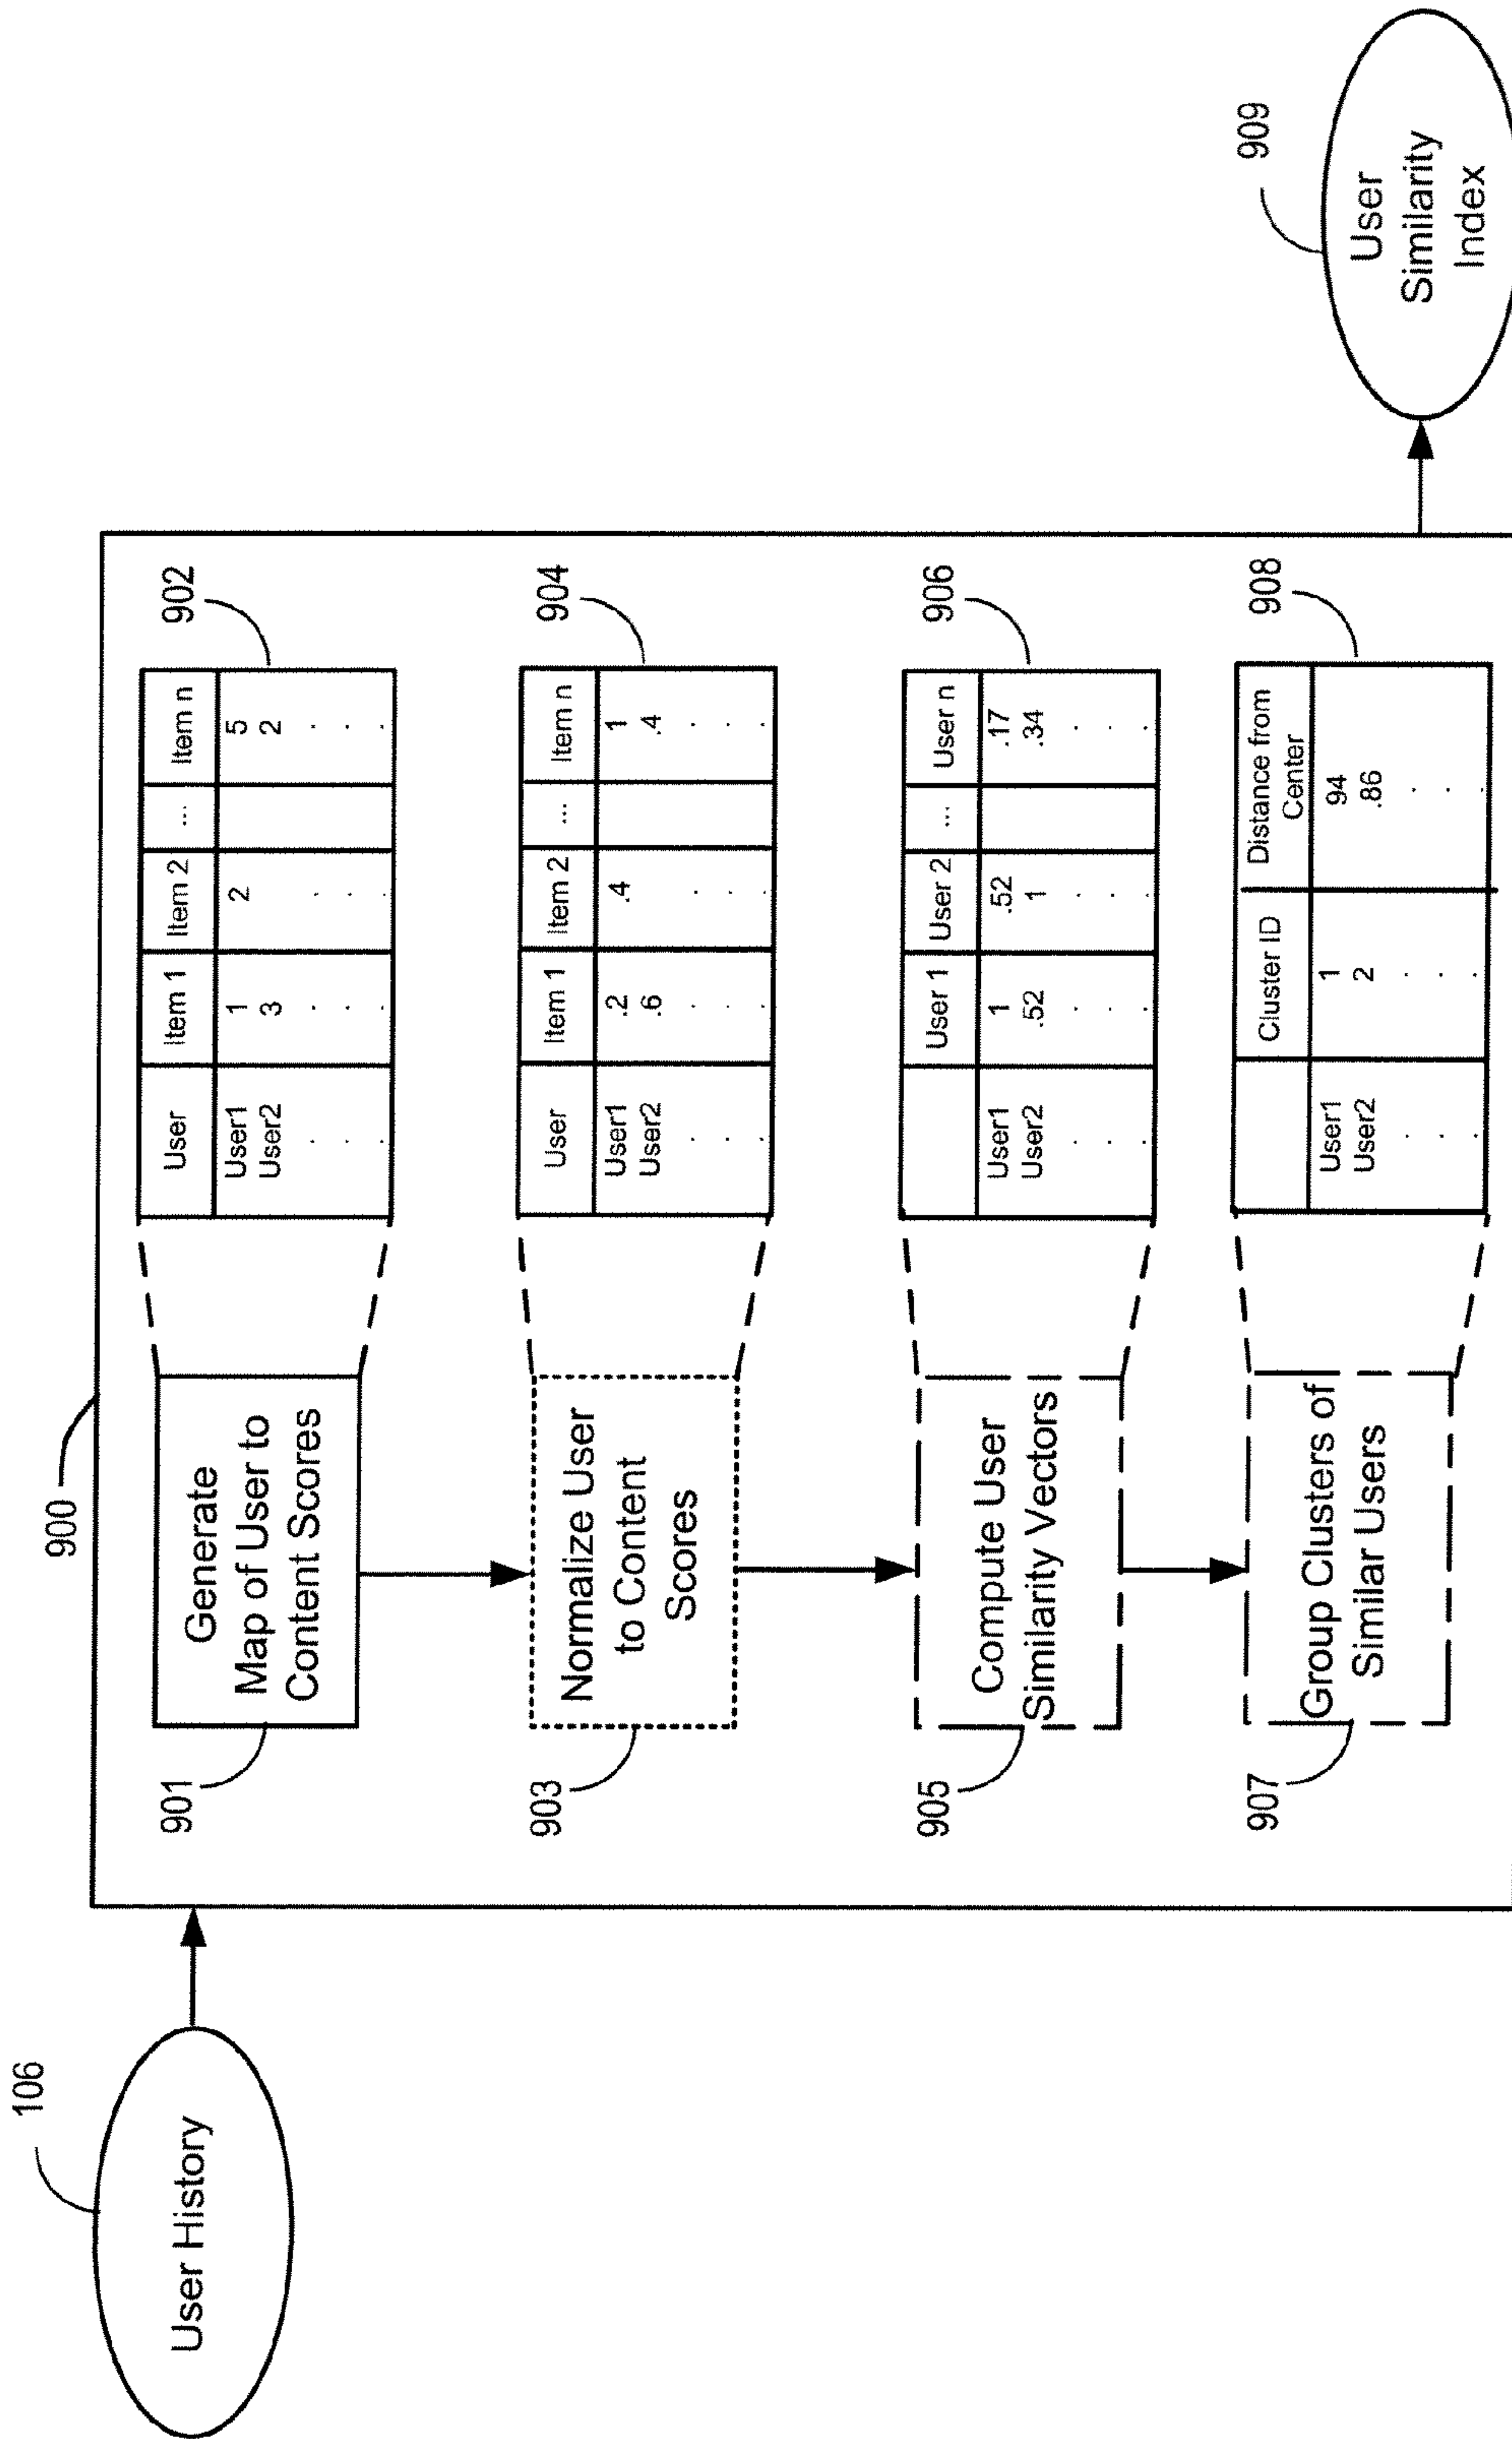 900
106
User History
901
Generate
Map of User to
Content Scores
User Item 1 Item 2 ... Item n
User1 1 2 5
User2 3 2
. . . .
. . . .
. . . .
902
903
Normalize User
to Content
Scores
User Item 1 Item 2 ... Item n
User1 .2 .4 1
User2 .6 .4
. . . .
. . . .
. . . .
904
905
Compute User
Similarity Vectors
User 1 User 2 ... User n
User1 1 .52 .17
User2 .52 1 .34
. . . .
. . . .
. . . .
906
907
Group Clusters of
Similar Users
Cluster ID Distance from
Center
User1 1 94
User2 2 .86
. . .
. . .
. . .
908
909
User
Similarity
Index